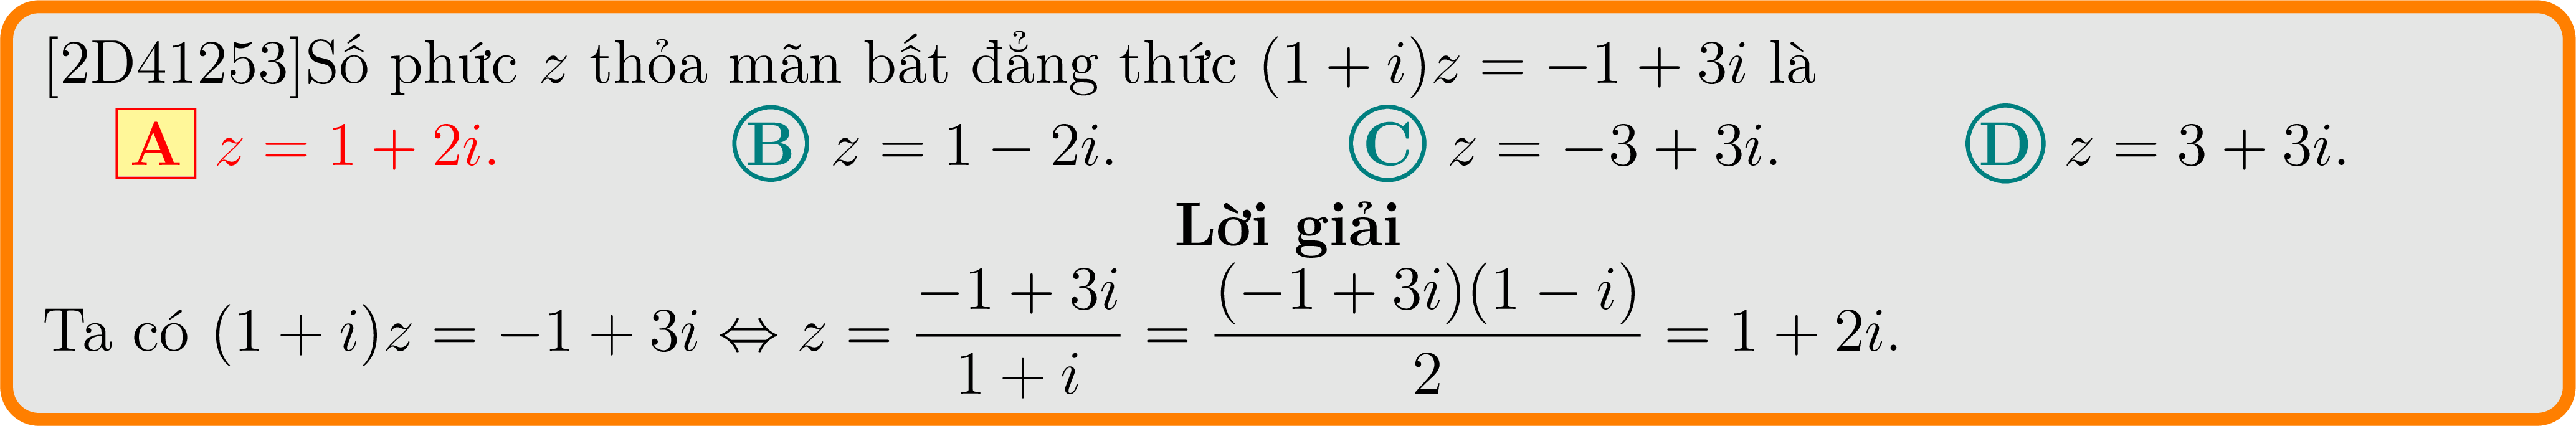 [2D41253]Số phức z thỏa mãn bất đẳng thức (1 + i)z = −1 + 3i là
A z = 1 + 2i. B z = 1 − 2i. C z = −3 + 3i. D z = 3 + 3i.
Lời giải
Ta có (1 + i)z = −1 + 3i ⇔ z = \frac{−1 + 3i}{1 + i} = \frac{(−1 + 3i)(1 − i)}{2} = 1 + 2i.